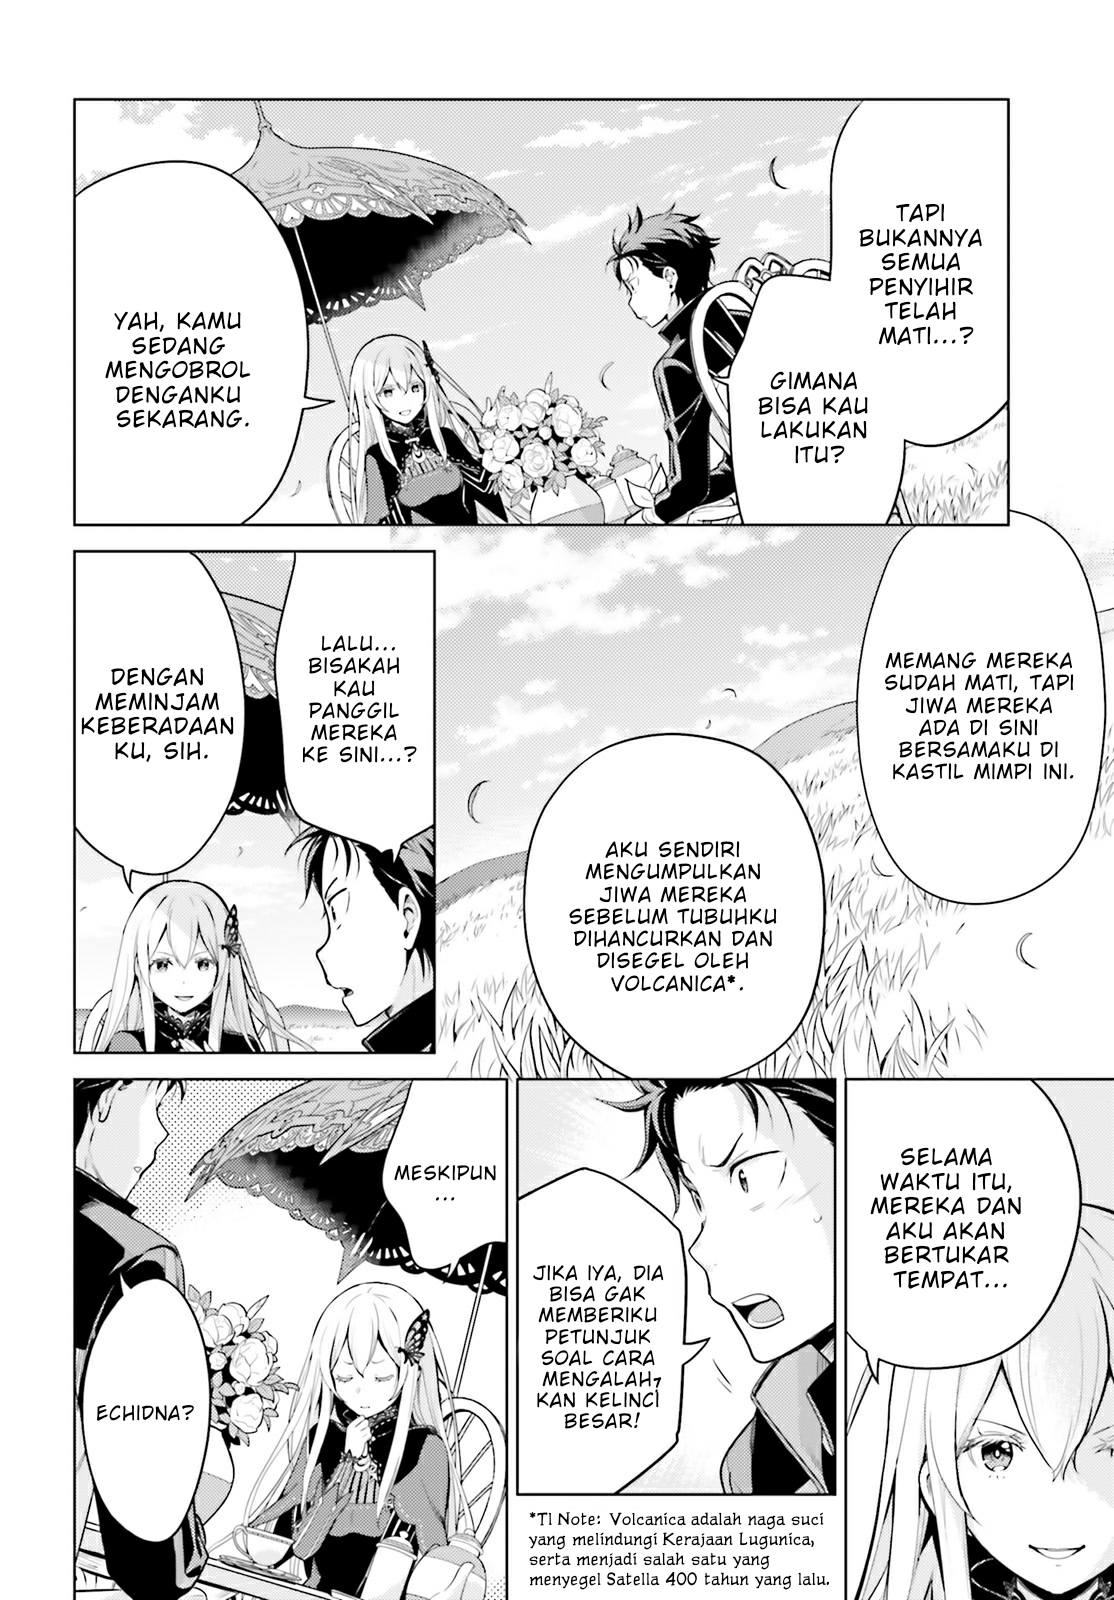 TAPI
BUKANNYA
SEMUA
PENYIHIR
TELAH
MATI...?
GIMANA
BISA KAU
LAKUKAN
ITU?
YAH, KAMU
SEDANG
MENGOBROL
DENGANKU
SEKARANG.
MEMANG MEREKA
SUDAH MATI, TAPI
JIWA MEREKA
ADA DI SINI
BERSAMAKU DI
KASTIL MIMPI INI.
AKU SENDIRI
MENGUMPULKAN
JIWA MEREKA
SEBELUM TUBUHKU
DIHANCURKAN DAN
DISEGEL OLEH
VOLCANICA*.
LALU...
BISAKAH
KAU
PANGGIL
MEREKA
KE SINI...?
DENGAN
MEMINJAM
KEBERADAAN
KU, SIH.
SELAMA
WAKTU ITU,
MEREKA DAN
AKU AKAN
BERTUKAR
TEMPAT...
JIKA IYA, DIA
BISA GAK
MEMBERIKU
PETUNJUK
SOAL CARA
MENGALAH-
KAN KELINCI
BESAR!
MESKIPUN
...
ECHIDNA?
*Tl Note: Volcanica adalah naga suci
yang melindungi Kerajaan Lugunica,
serta menjadi salah satu yang
menyegel Satella 400 tahun yang lalu.